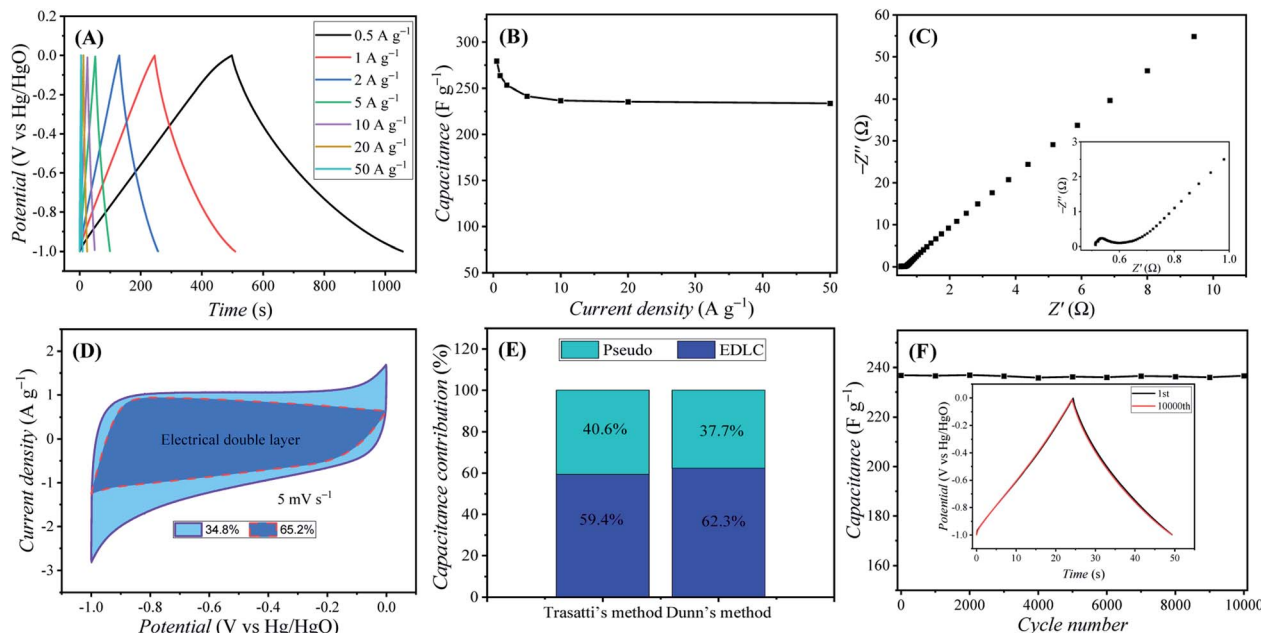 (A)
0.5 A g⁻¹
1 A g⁻¹
2 A g⁻¹
5 A g⁻¹
10 A g⁻¹
20 A g⁻¹
50 A g⁻¹
Potential (V vs Hg/HgO)
0.0
-0.2
-0.4
-0.6
-0.8
-1.0
0 200 400 600 800 1000
Time (s)
(B)
Capacitance (F g⁻¹)
300
250
200
150
100
50
0 10 20 30 40 50
Current density (A g⁻¹)
(C)
−Z″ (Ω)
60
50
40
30
20
10
0
2 4 6 8 10
Z′ (Ω)
−Z″ (Ω)
3
2
1
0
0.6 0.7 0.8 0.9 1.0
Z′ (Ω)
(D)
Current density (A g⁻¹)
2
1
0
-1
-2
-3
Electrical double layer
5 mV s⁻¹
34.8% 65.2%
-1.0 -0.8 -0.6 -0.4 -0.2 0.0
Potential (V vs Hg/HgO)
(E)
Pseudo EDLC
Capacitance contribution (%)
120
100
80
60
40
20
0
40.6% 37.7%
59.4% 62.3%
Trasatti's method Dunn's method
(F)
Capacitance (F g⁻¹)
240
220
200
180
160
0 2000 4000 6000 8000 10000
Cycle number
1st
10000th
Potential (V vs Hg/HgO)
0.0
-0.2
-0.4
-0.6
-0.8
-1.0
0 10 20 30 40 50
Time (s)